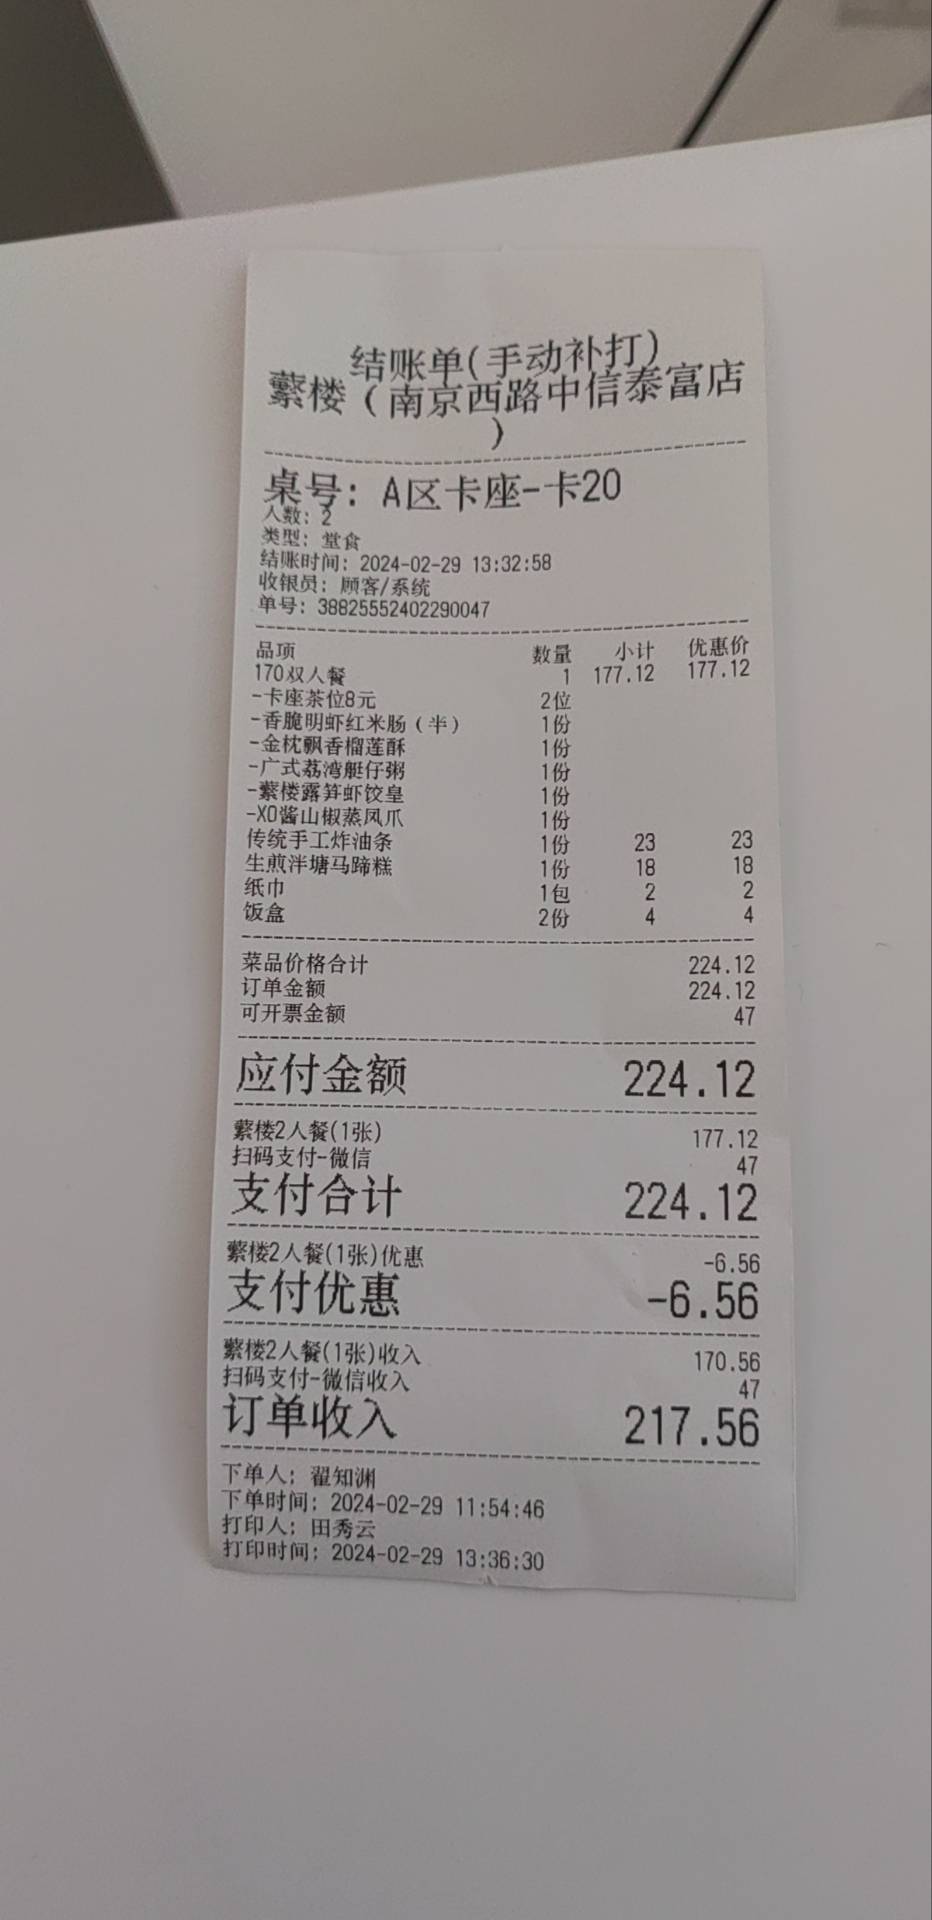 结账单(手动补打)
蘩楼（南京西路中信泰富店
）
桌号: A区卡座-卡20
人数: 2
类型: 堂食
结账时间: 2024-02-29 13:32:58
收银员: 顾客/系统
单号: 38825552402290047
品项 数量 小计 优惠价
170双人餐 1 177.12 177.12
-卡座茶位8元 2位
-香脆明虾红米肠（半） 1份
-金枕飘香榴莲酥 1份
-广式荔湾艇仔粥 1份
-蘩楼露笋虾饺皇 1份
-XO酱山椒蒸凤爪 1份
传统手工炸油条 1份 23 23
生煎泮塘马蹄糕 1份 18 18
纸巾 1包 2 2
饭盒 2份 4 4
菜品价格合计 224.12
订单金额 224.12
可开票金额 47
应付金额 224.12
蘩楼2人餐(1张) 177.12
扫码支付-微信 47
支付合计 224.12
蘩楼2人餐(1张)优惠 -6.56
支付优惠 -6.56
蘩楼2人餐(1张)收入 170.56
扫码支付-微信收入 47
订单收入 217.56
下单人: 翟知渊
下单时间: 2024-02-29 11:54:46
打印人: 田秀云
打印时间: 2024-02-29 13:36:30